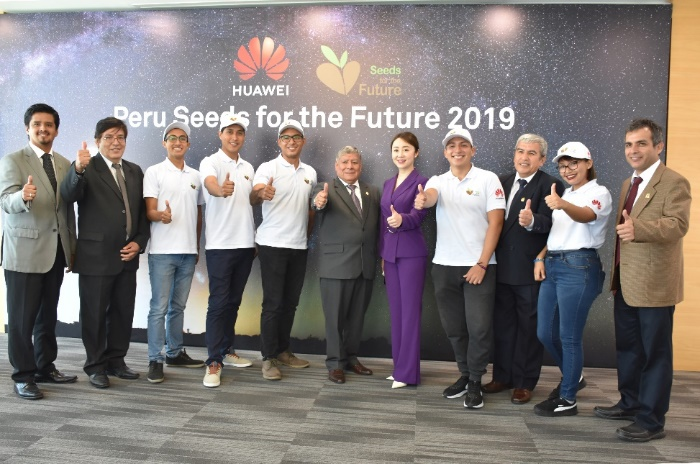 HUAWEI
Seeds
for the
Future
Peru Seeds for the Future 2019